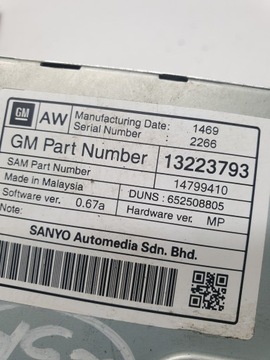 GM
AW
Manufacturing Date: 1469
Serial Number 2266
GM Part Number 13223793
SAM Part Number 14799410
Made in Malaysia DUNS : 652508805
Software ver. 0.67a Hardware ver. MP
Note:
SANYO Automedia Sdn. Bhd.